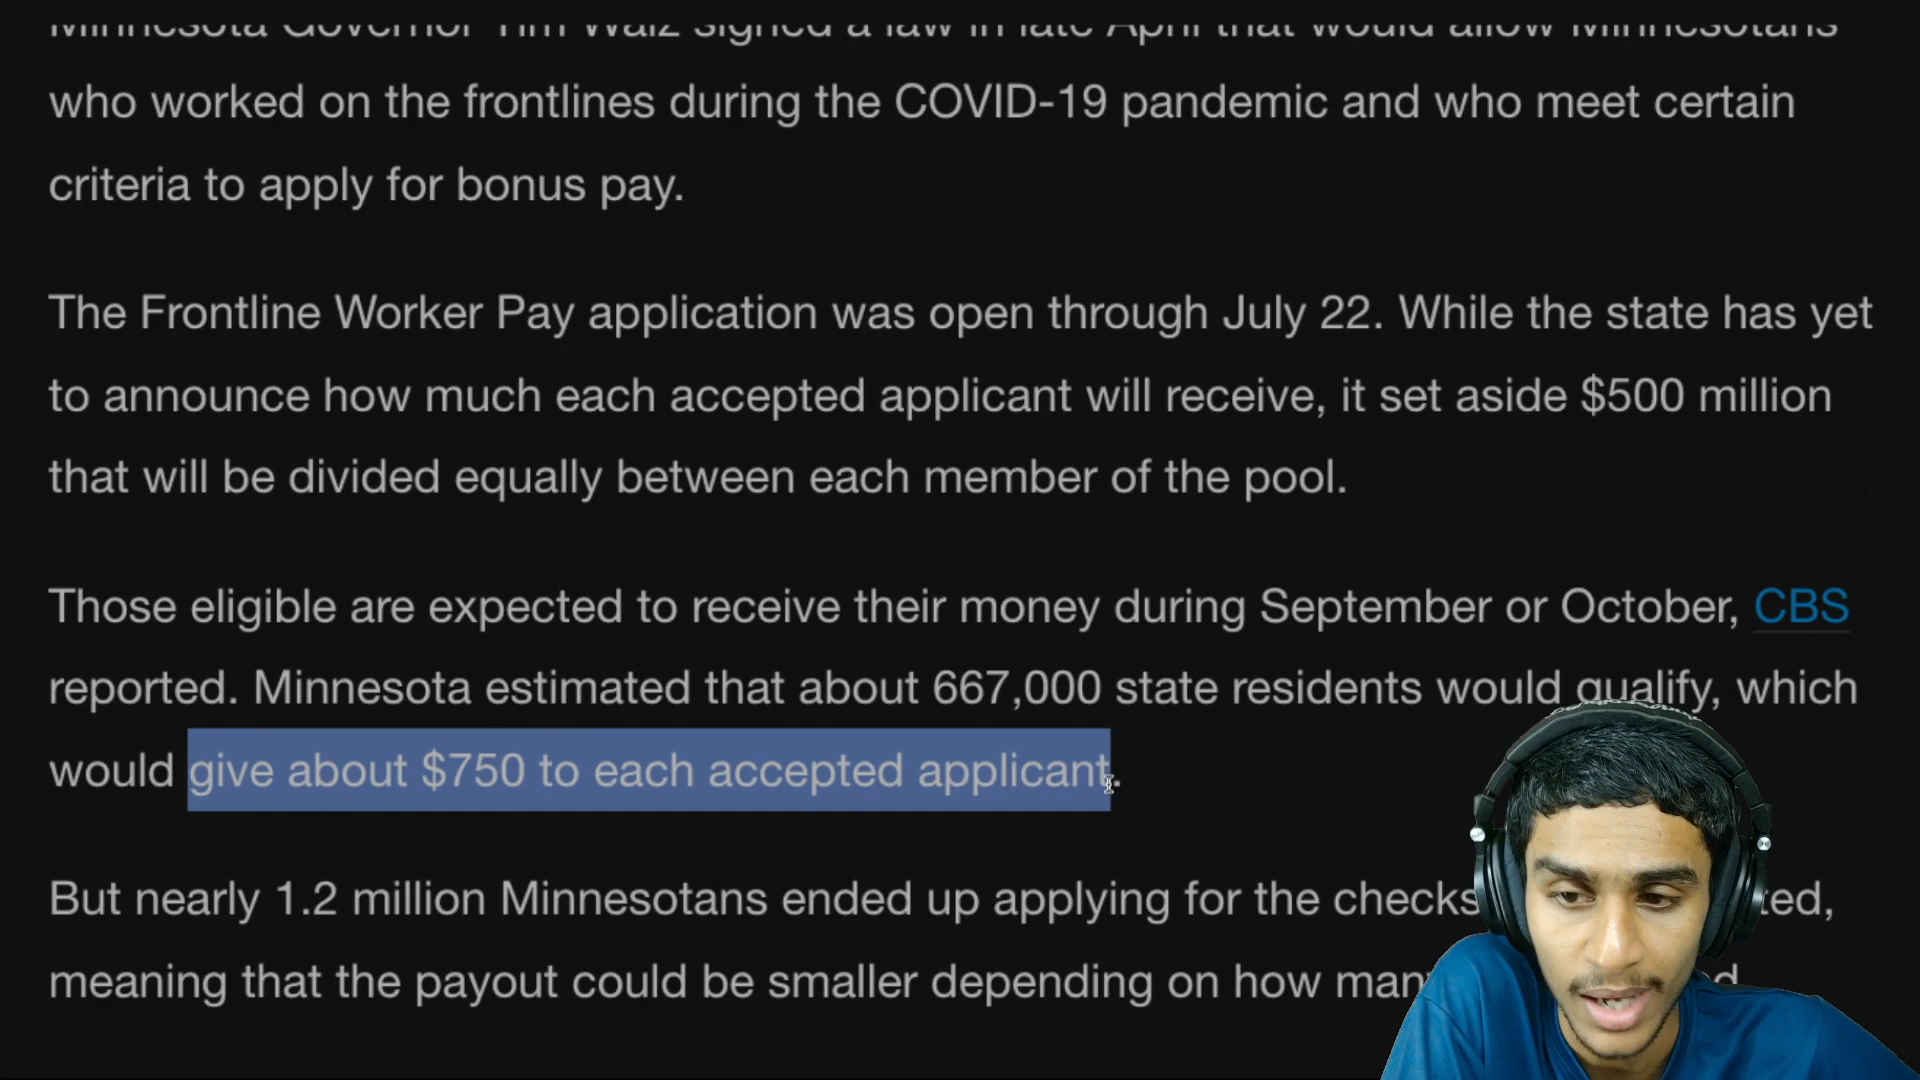 Minnesota Governor Tim Walz signed a law in late April that would allow Minnesotans
who worked on the frontlines during the COVID-19 pandemic and who meet certain
criteria to apply for bonus pay.
The Frontline Worker Pay application was open through July 22. While the state has yet
to announce how much each accepted applicant will receive, it set aside $500 million
that will be divided equally between each member of the pool.
Those eligible are expected to receive their money during September or October, CBS
reported. Minnesota estimated that about 667,000 state residents would qualify, which
would give about $750 to each accepted applicant.
But nearly 1.2 million Minnesotans ended up applying for the checks
meaning that the payout could be smaller depending on how